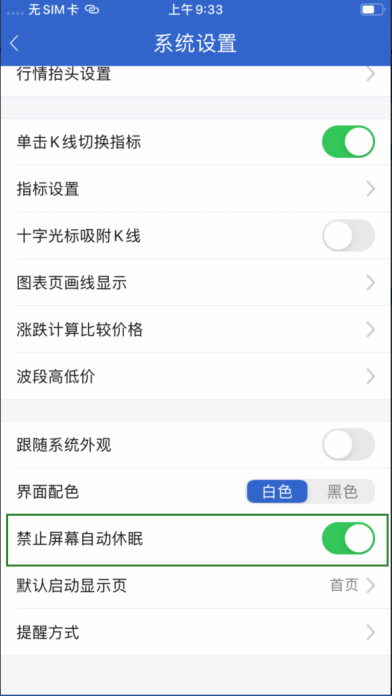 无SIM卡 上午9:33
系统设置
行情抬头设置
单击K线切换指标
指标设置
十字光标吸附K线
图表页画线显示
涨跌计算比较价格
波段高低价
跟随系统外观
界面配色 白色 黑色
禁止屏幕自动休眠
默认启动显示页 首页
提醒方式